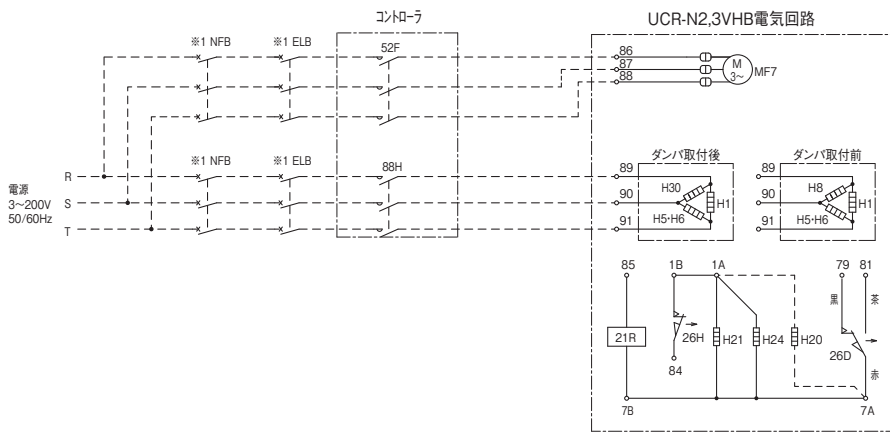 コントローラ
UCR-N2,3VHB電気回路
※1 NFB
※1 ELB
52F
86
87
88
M
3～
MF7
電源
3～200V
50/60Hz
R
S
T
※1 NFB
※1 ELB
88H
ダンパ取付後
ダンパ取付前
89
90
91
H30
H1
H5・H6
89
90
91
H8
H1
H5・H6
85
1B
1A
79
81
黒
茶
21R
26H
84
H21
H24
H20
26D
赤
7B
7A